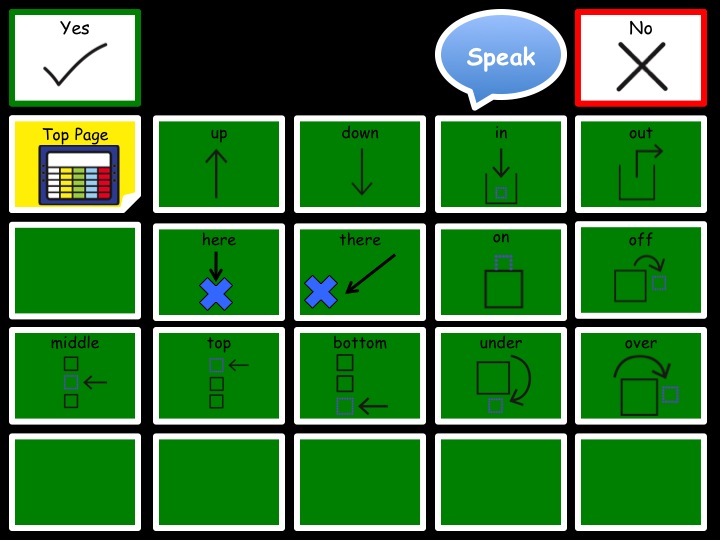 Yes
Speak
No
Top Page
up
down
in
out
here
there
on
off
middle
top
bottom
under
over